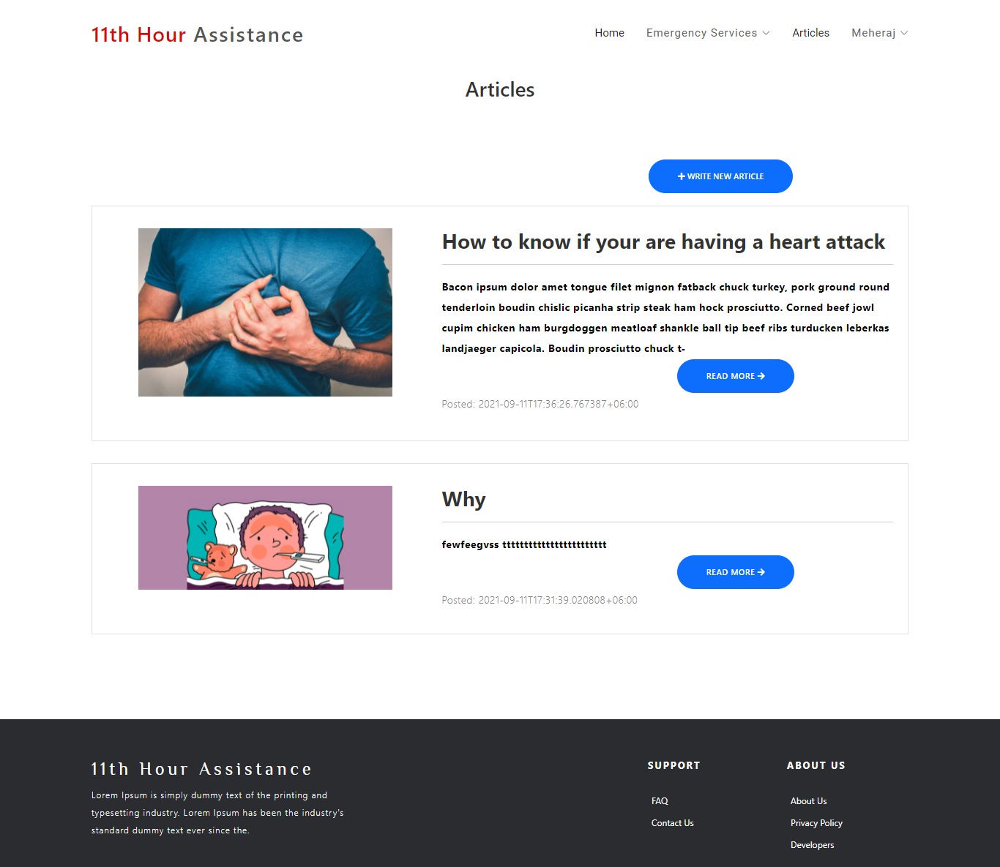 11th Hour Assistance
Home Emergency Services Articles Meheraj
Articles
WRITE NEW ARTICLE
How to know if your are having a heart attack
Bacon ipsum dolor amet tongue filet mignon fatback chuck turkey, pork ground round
tenderloin boudin chislic picanha strip steak ham hock prosciutto. Corned beef jowl
cupim chicken ham burgdoggen meatloaf shankle ball tip beef ribs turducken leberkas
landjaeger capicola. Boudin prosciutto chuck t-
READ MORE
Posted: 2021-09-11T17:36:26.767387+06:00
Why
fewfeegvss tttttttttttttttttttttttt
READ MORE
Posted: 2021-09-11T17:31:39.020808+06:00
11th Hour Assistance
Lorem Ipsum is simply dummy text of the printing and
typesetting industry. Lorem Ipsum has been the industry's
standard dummy text ever since the.
SUPPORT
FAQ
Contact Us
ABOUT US
About Us
Privacy Policy
Developers